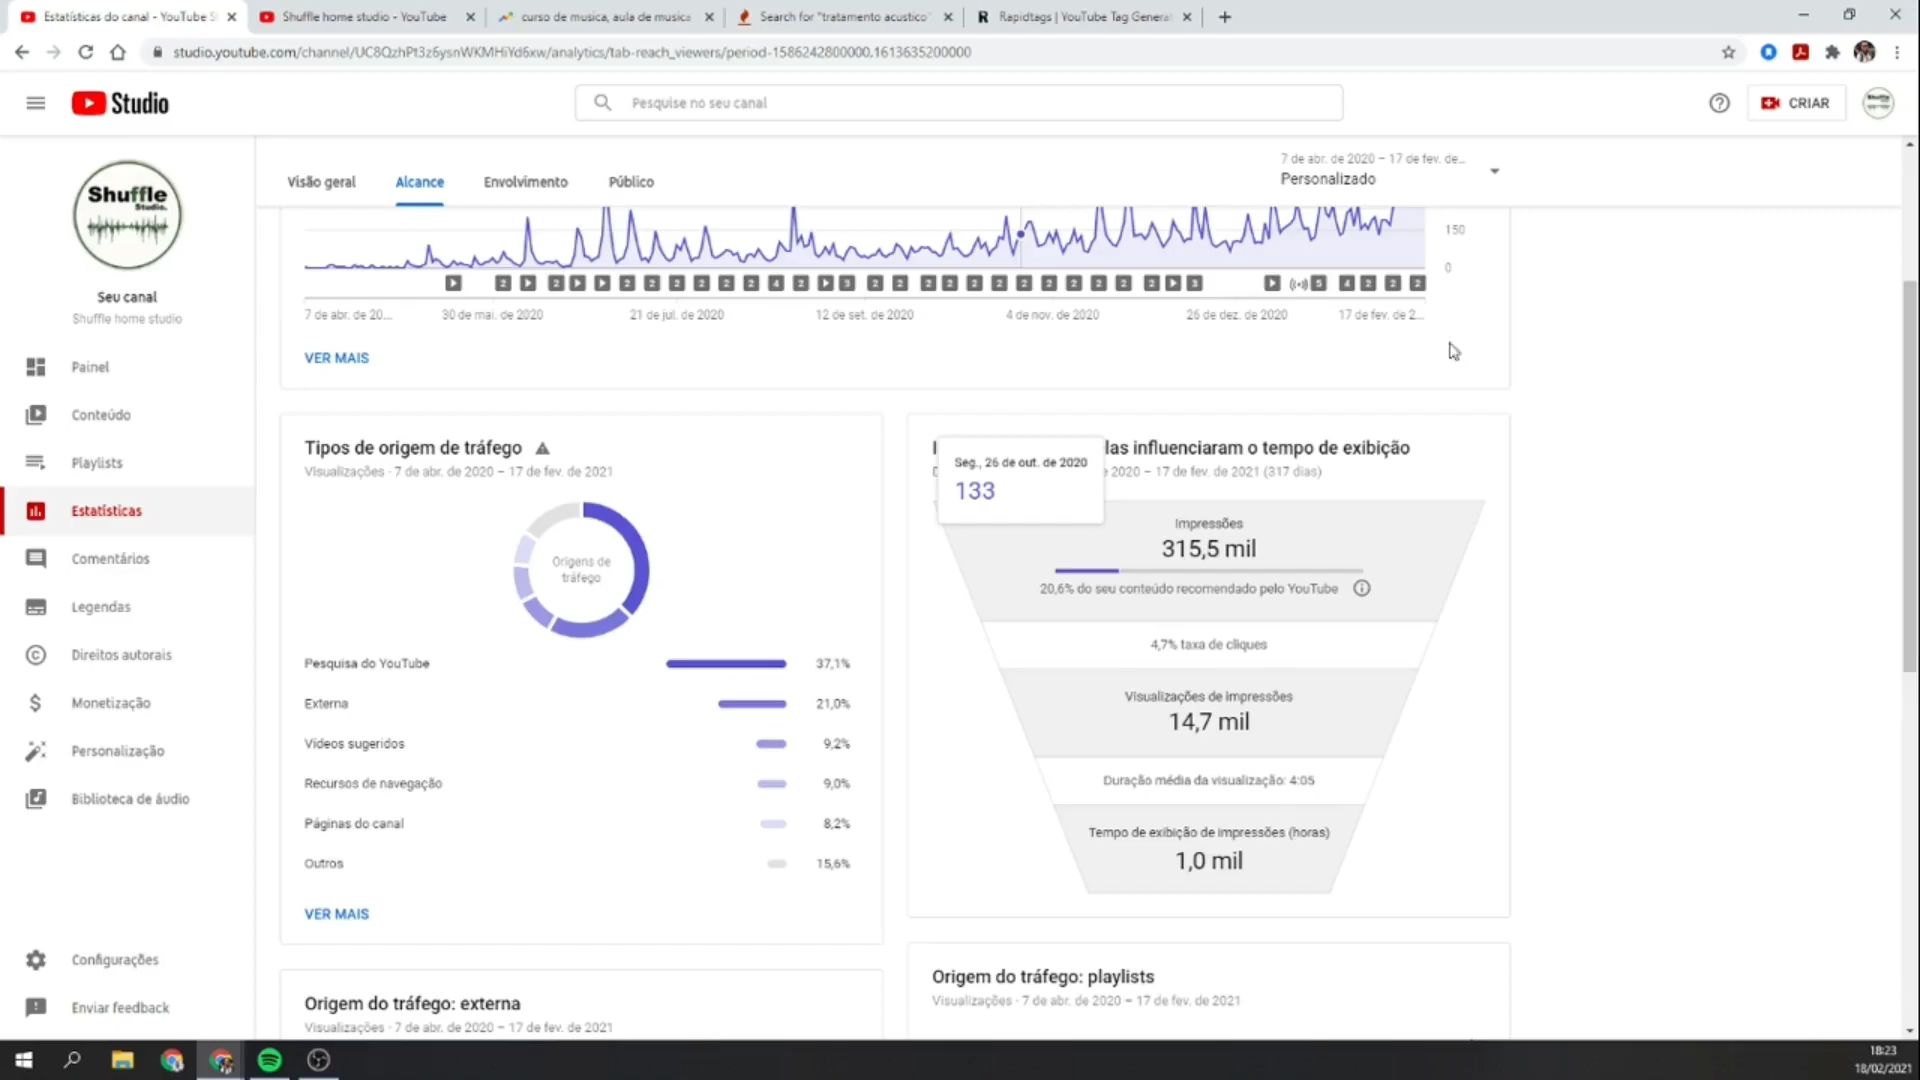 Estatísticas do canal - YouTube S
Shuffle home studio - YouTube
curso de musica, aula de musica
Search for "tratamento acustico"
Rapidtags | YouTube Tag Generat
studio.youtube.com/channel/UC8QzhPt3z6ysnWKMHiYd6xw/analytics/tab-reach_viewers/period-1586242800000,1613635200000
Studio
Pesquise no seu canal
CRIAR
Shuffle
Studio.
Seu canal
Shuffle home studio
Painel
Conteúdo
Playlists
Estatísticas
Comentários
Legendas
Direitos autorais
Monetização
Personalização
Biblioteca de áudio
Configurações
Enviar feedback
Visão geral
Alcance
Envolvimento
Público
7 de abr. de 2020 – 17 de fev. de...
Personalizado
150
0
7 de abr. de 20...
30 de mai. de 2020
21 de jul. de 2020
12 de set. de 2020
4 de nov. de 2020
26 de dez. de 2020
17 de fev. de 2...
VER MAIS
Tipos de origem de tráfego
Visualizações · 7 de abr. de 2020 – 17 de fev. de 2021
Origens de
tráfego
Pesquisa do YouTube 37,1%
Externa 21,0%
Vídeos sugeridos 9,2%
Recursos de navegação 9,0%
Páginas do canal 8,2%
Outros 15,6%
VER MAIS
las influenciaram o tempo de exibição
2020 – 17 de fev. de 2021 (317 dias)
Seg., 26 de out. de 2020
133
Impressões
315,5 mil
20,6% do seu conteúdo recomendado pelo YouTube
4,7% taxa de cliques
Visualizações de impressões
14,7 mil
Duração média da visualização: 4:05
Tempo de exibição de impressões (horas)
1,0 mil
Origem do tráfego: externa
Visualizações · 7 de abr. de 2020 – 17 de fev. de 2021
Origem do tráfego: playlists
Visualizações · 7 de abr. de 2020 – 17 de fev. de 2021
18:23
18/02/2021